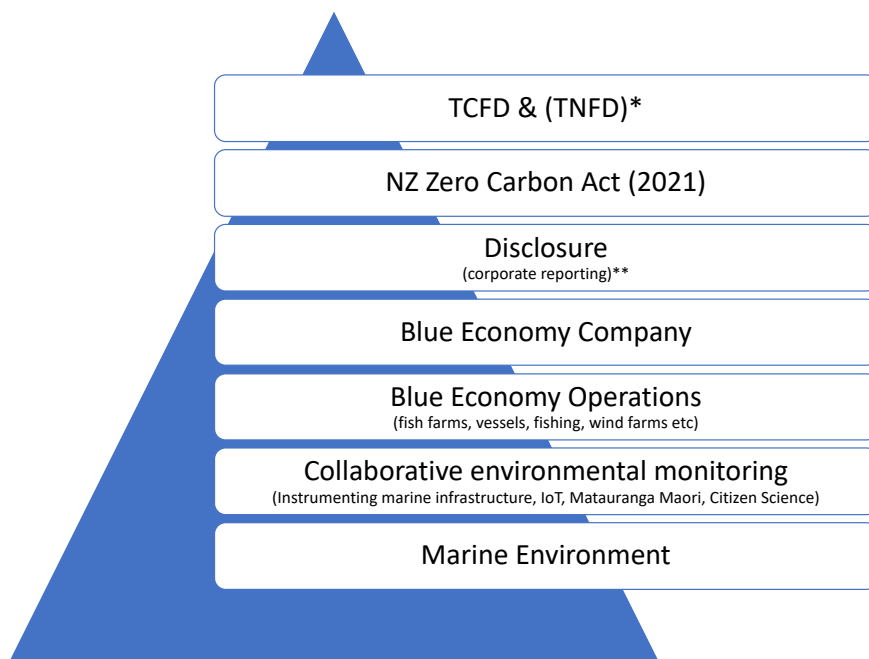 TCFD & (TNFD)*
NZ Zero Carbon Act (2021)
Disclosure
(corporate reporting)**
Blue Economy Company
Blue Economy Operations
(fish farms, vessels, fishing, wind farms etc)
Collaborative environmental monitoring
(Instrumenting marine infrastructure, IoT, Matauranga Maori, Citizen Science)
Marine Environment